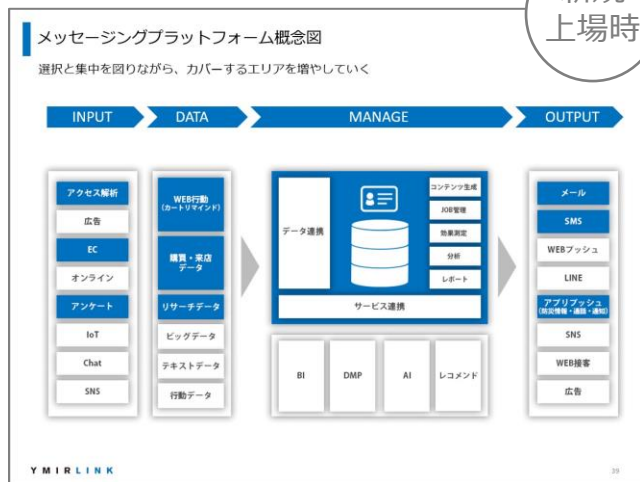 上場時
メッセージングプラットフォーム概念図
選択と集中を図りながら、カバーするエリアを増やしていく
INPUT
DATA
MANAGE
OUTPUT
アクセス解析
広告
EC
オンライン
アンケート
IoT
Chat
SNS
WEB行動
(カートリマインド)
購買・来店
データ
リサーチデータ
ビッグデータ
テキストデータ
行動データ
データ連携
コンテンツ生成
JOB管理
効果測定
分析
レポート
サービス連携
BI
DMP
AI
レコメンド
メール
SMS
WEBプッシュ
LINE
アプリプッシュ
(防災情報・通話・通知)
SNS
WEB接客
広告
YMIRLINK
39